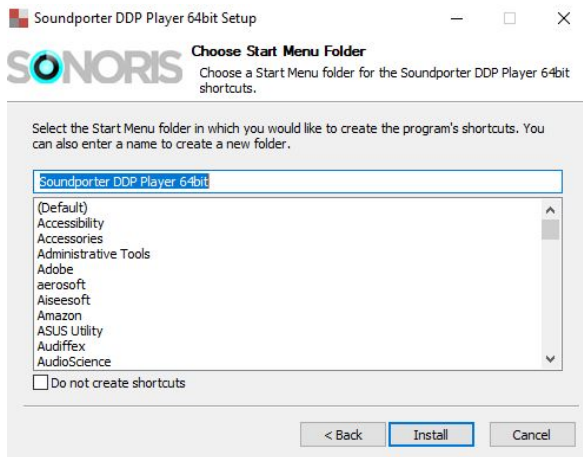 Soundporter DDP Player 64bit Setup
SONORIS
Choose Start Menu Folder
Choose a Start Menu folder for the Soundporter DDP Player 64bit
shortcuts.
Select the Start Menu folder in which you would like to create the program's shortcuts. You
can also enter a name to create a new folder.
Soundporter DDP Player 64bit
(Default)
Accessibility
Accessories
Administrative Tools
Adobe
aerosoft
Aiseesoft
Amazon
ASUS Utility
Audiffex
AudioScience
Do not create shortcuts
< Back Install Cancel